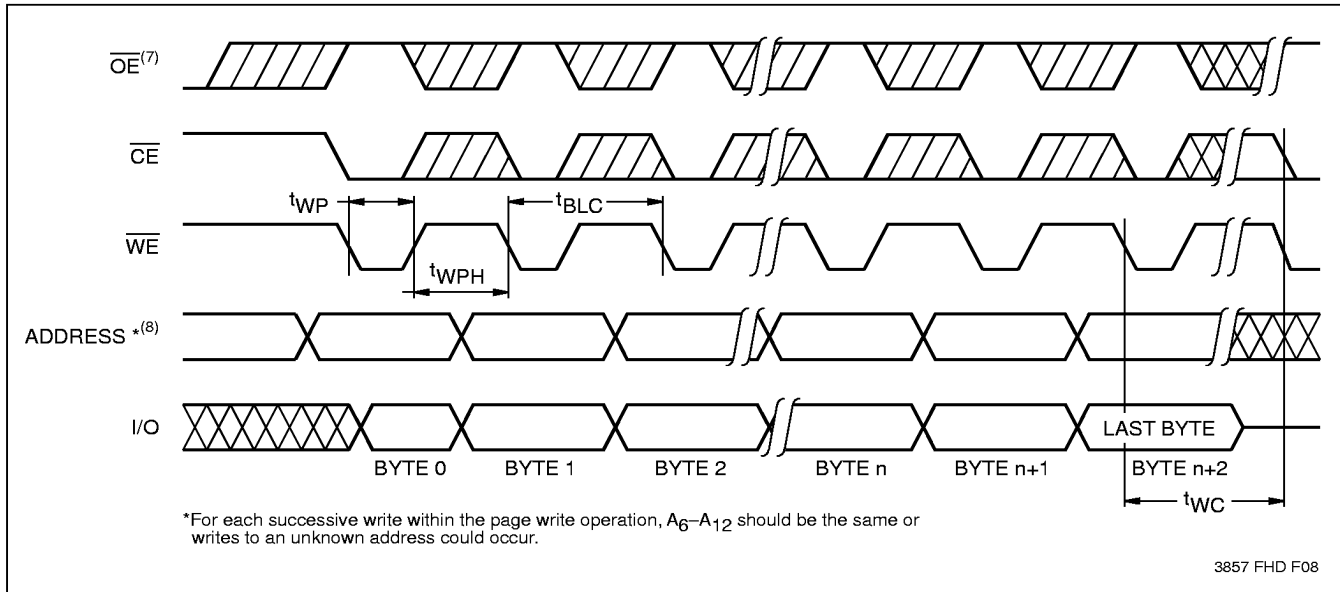 OE(7)
CE
tWP
tBLC
WE
tWPH
ADDRESS *(8)
I/O
LAST BYTE
BYTE 0 BYTE 1 BYTE 2 BYTE n BYTE n+1 BYTE n+2
tWC
*For each successive write within the page write operation, A6–A12 should be the same or
writes to an unknown address could occur.
3857 FHD F08